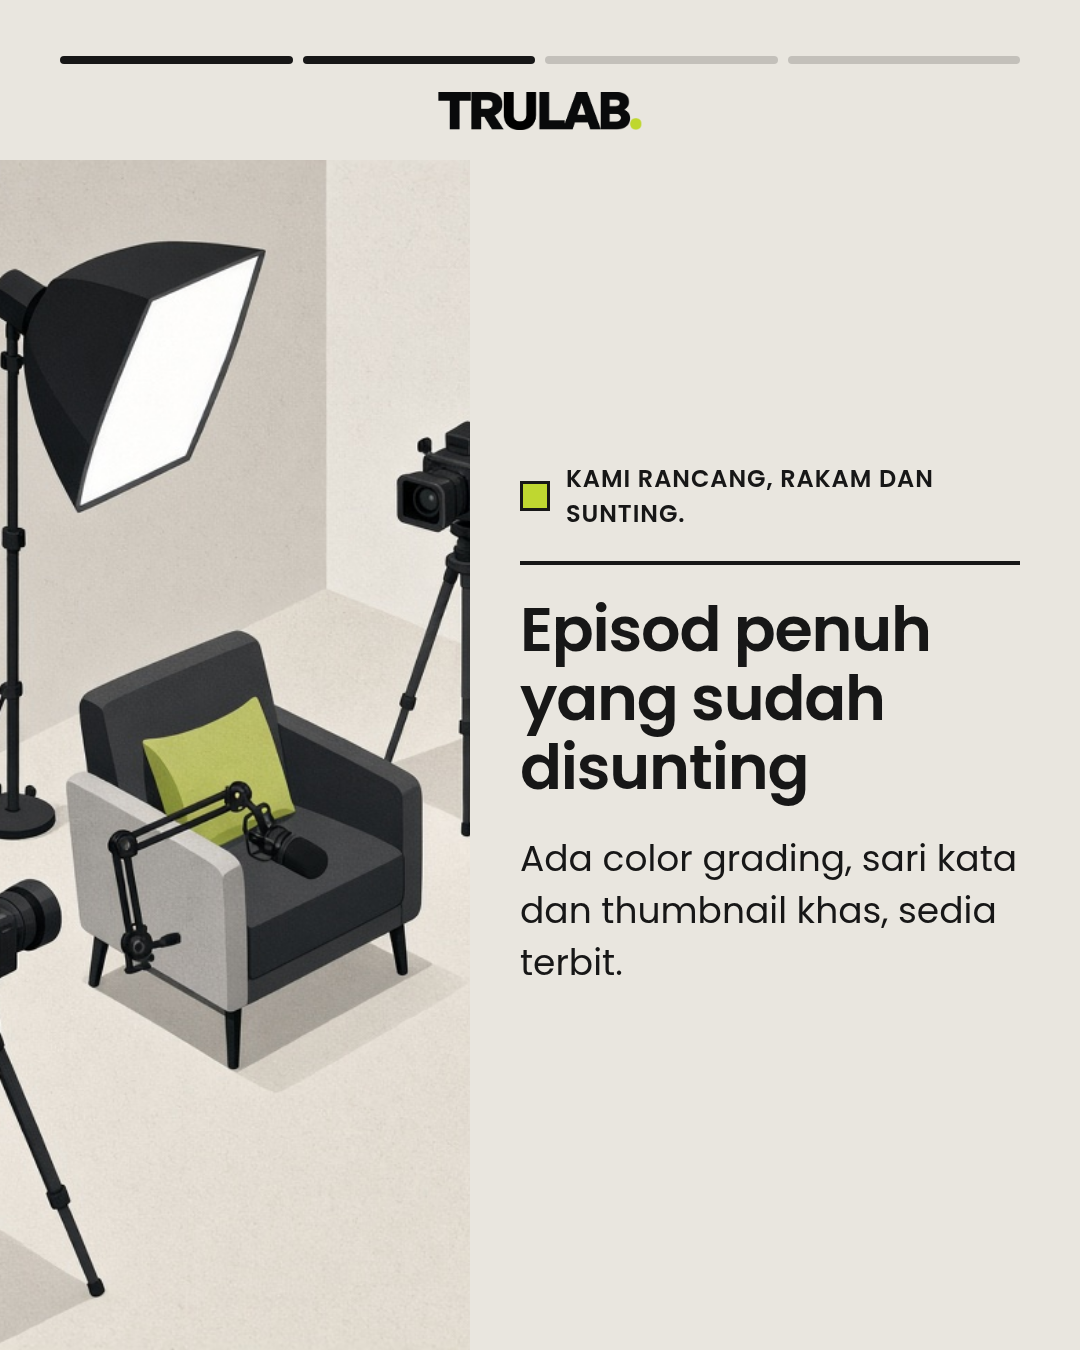 TRULAB.
KAMI RANCANG, RAKAM DAN
SUNTING.
Episod penuh
yang sudah
disunting
Ada color grading, sari kata
dan thumbnail khas, sedia
terbit.